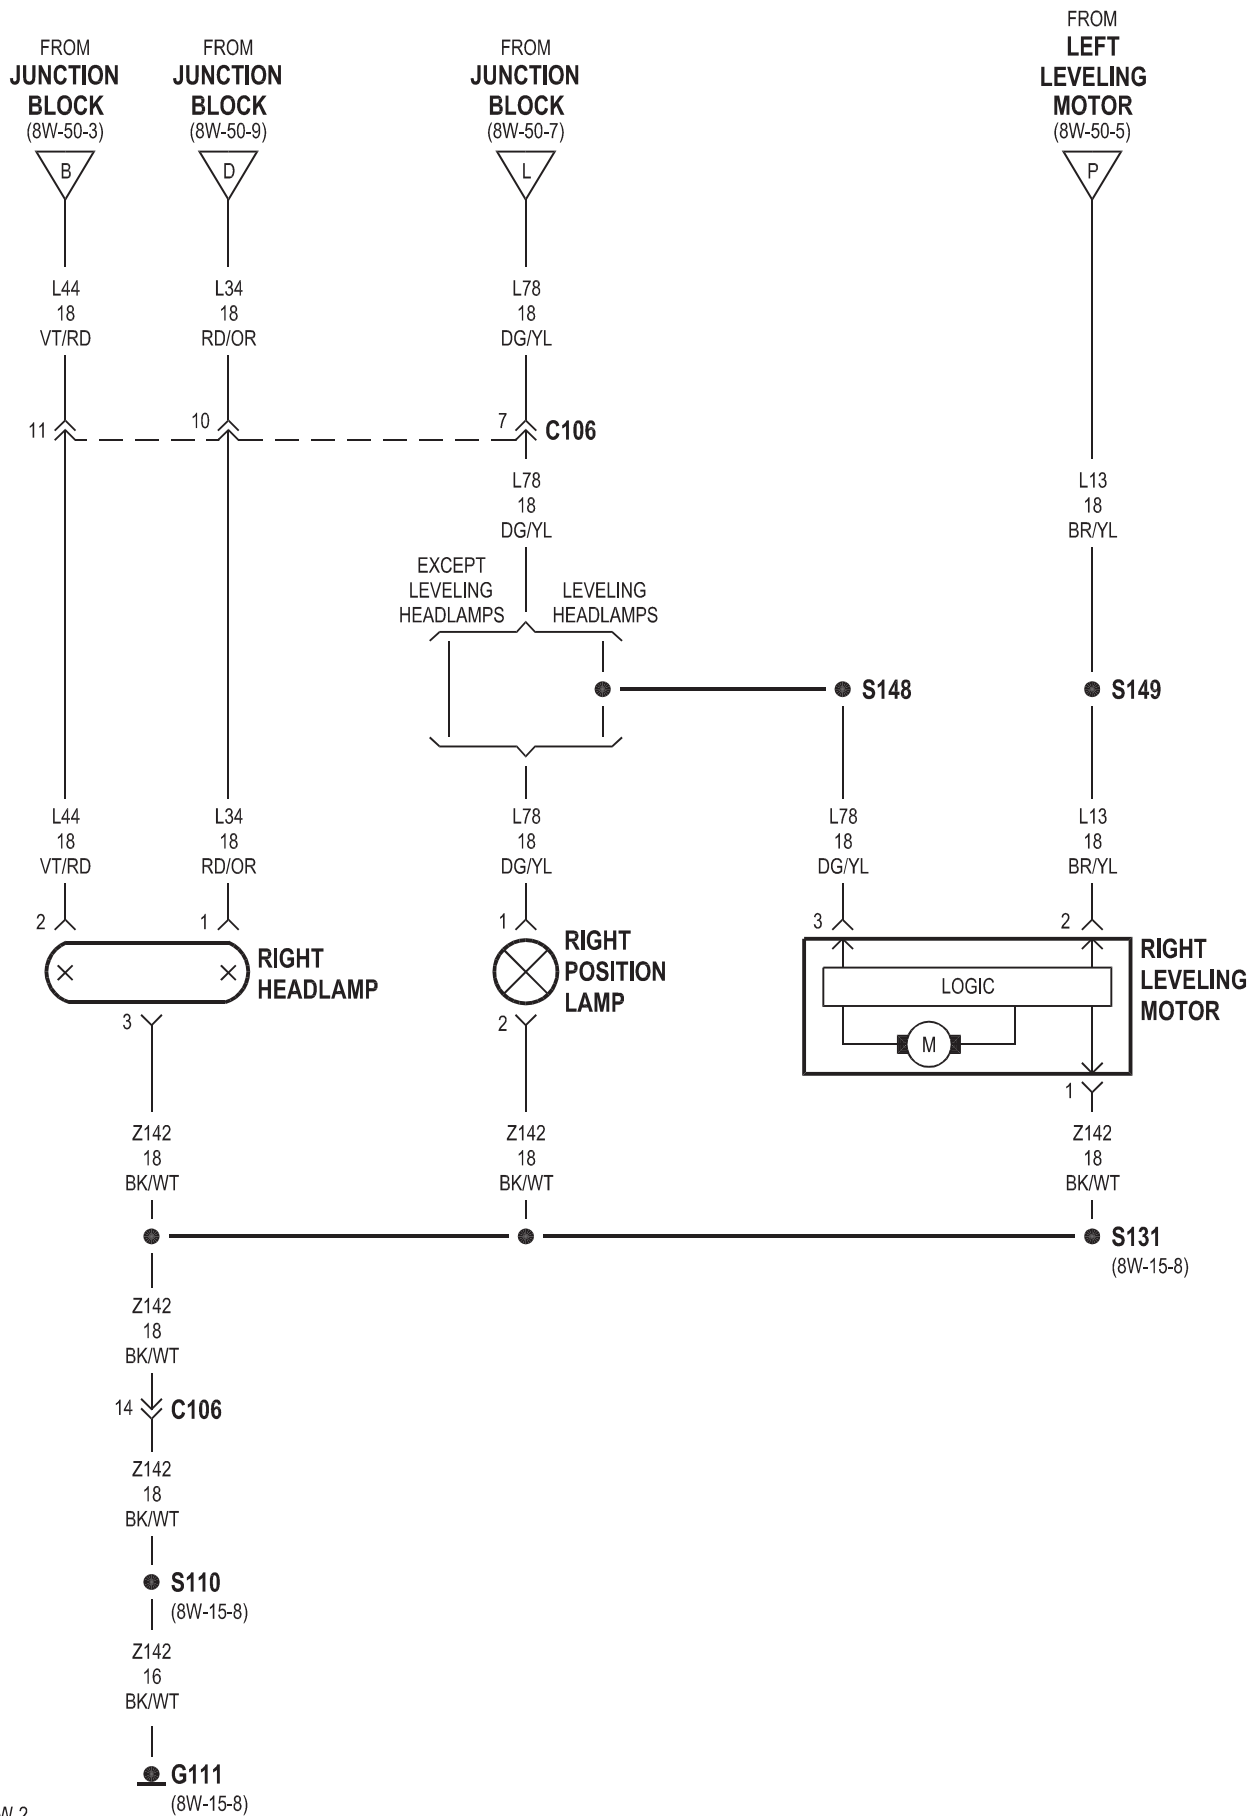 FROM
JUNCTION
BLOCK
(8W-50-3)
B
FROM
JUNCTION
BLOCK
(8W-50-9)
D
FROM
JUNCTION
BLOCK
(8W-50-7)
L
FROM
LEFT
LEVELING
MOTOR
(8W-50-5)
P
L44
18
VT/RD
L34
18
RD/OR
L78
18
DG/YL
11
10
7
C106
L78
18
DG/YL
L13
18
BR/YL
EXCEPT
LEVELING
HEADLAMPS
LEVELING
HEADLAMPS
S148
S149
L44
18
VT/RD
L34
18
RD/OR
L78
18
DG/YL
L78
18
DG/YL
L13
18
BR/YL
2
1
RIGHT
HEADLAMP
3
1
RIGHT
POSITION
LAMP
2
3
2
LOGIC
M
RIGHT
LEVELING
MOTOR
1
Z142
18
BK/WT
Z142
18
BK/WT
Z142
18
BK/WT
S131
(8W-15-8)
Z142
18
BK/WT
14
C106
Z142
18
BK/WT
S110
(8W-15-8)
Z142
16
BK/WT
G111
(8W-15-8)